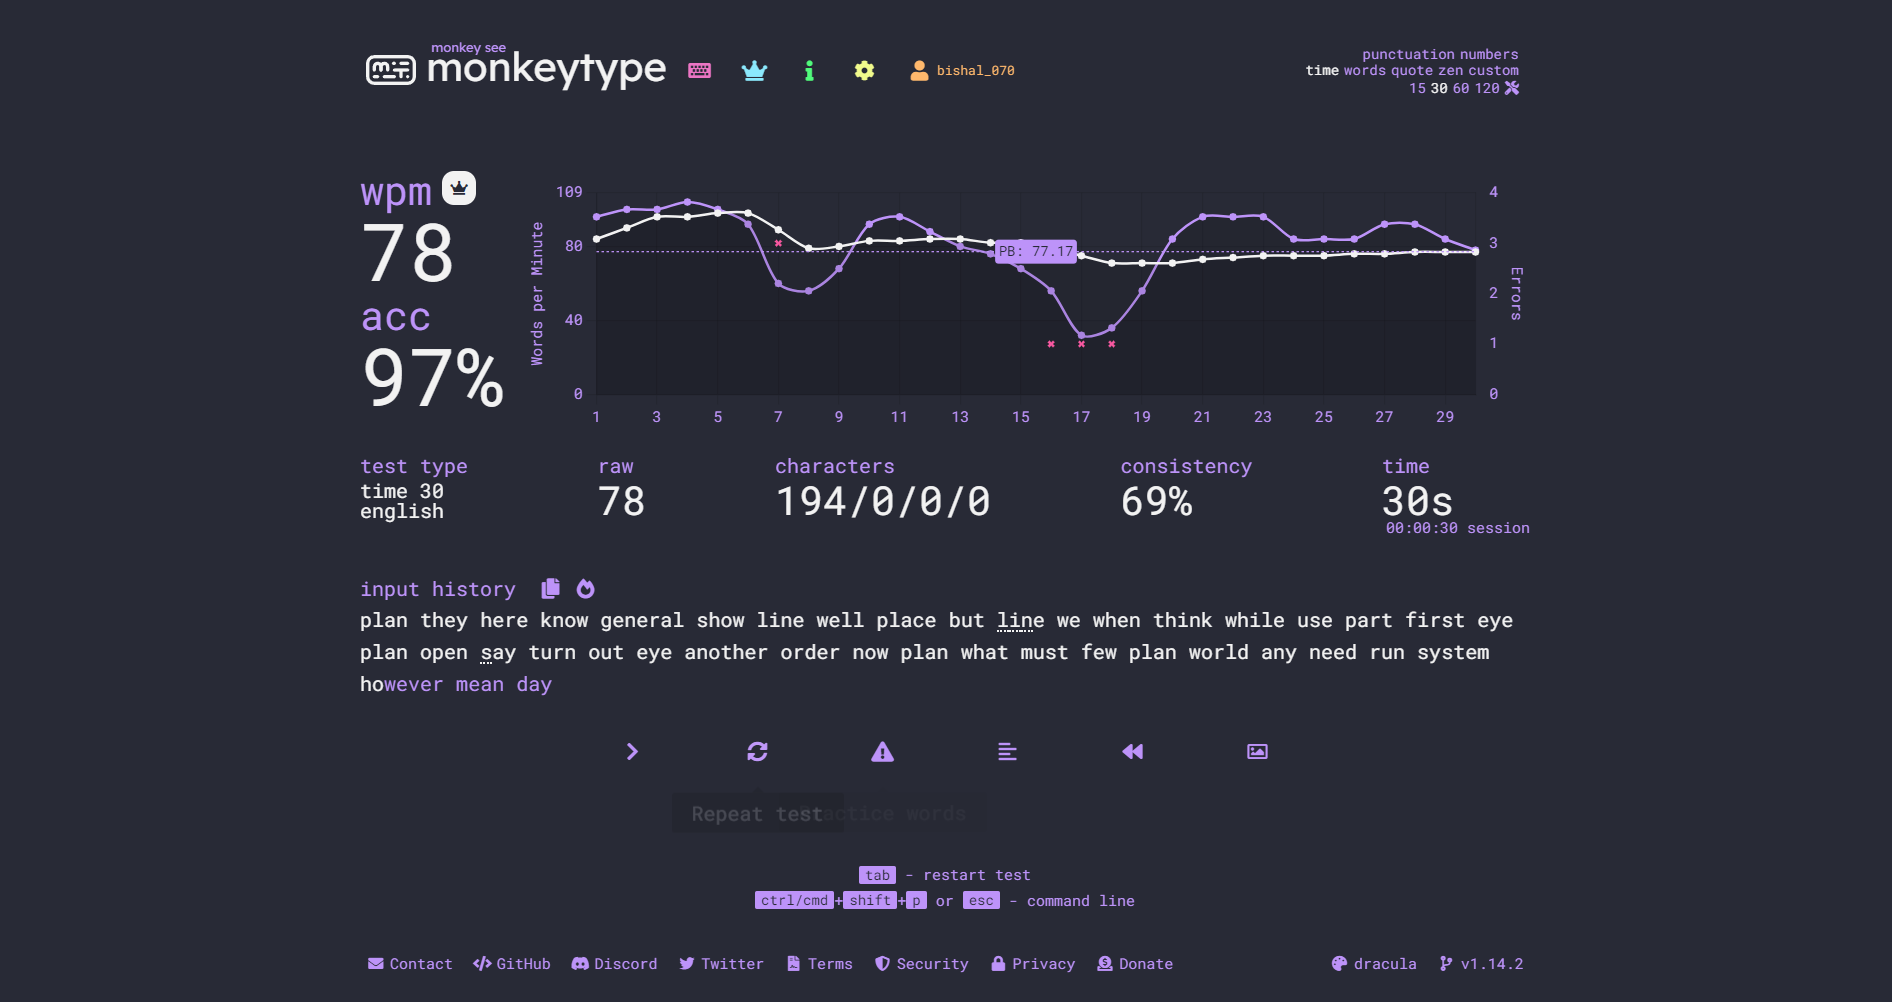 monkey see
monkeytype
bishal_070
punctuation numbers
time words quote zen custom
15 30 60 120
wpm
78
acc
97%
Words per Minute
109
80
40
0
PB: 77.17
4
3
2
1
0
Errors
1 3 5 7 9 11 13 15 17 19 21 23 25 27 29
test type
time 30
english
raw
78
characters
194/0/0/0
consistency
69%
time
30s
00:00:30 session
input history
plan they here know general show line well place but line we when think while use part first eye
plan open say turn out eye another order now plan what must few plan world any need run system
however mean day
Repeat test
words
tab - restart test
ctrl/cmd+shift+p or esc - command line
Contact GitHub Discord Twitter Terms Security Privacy Donate dracula v1.14.2